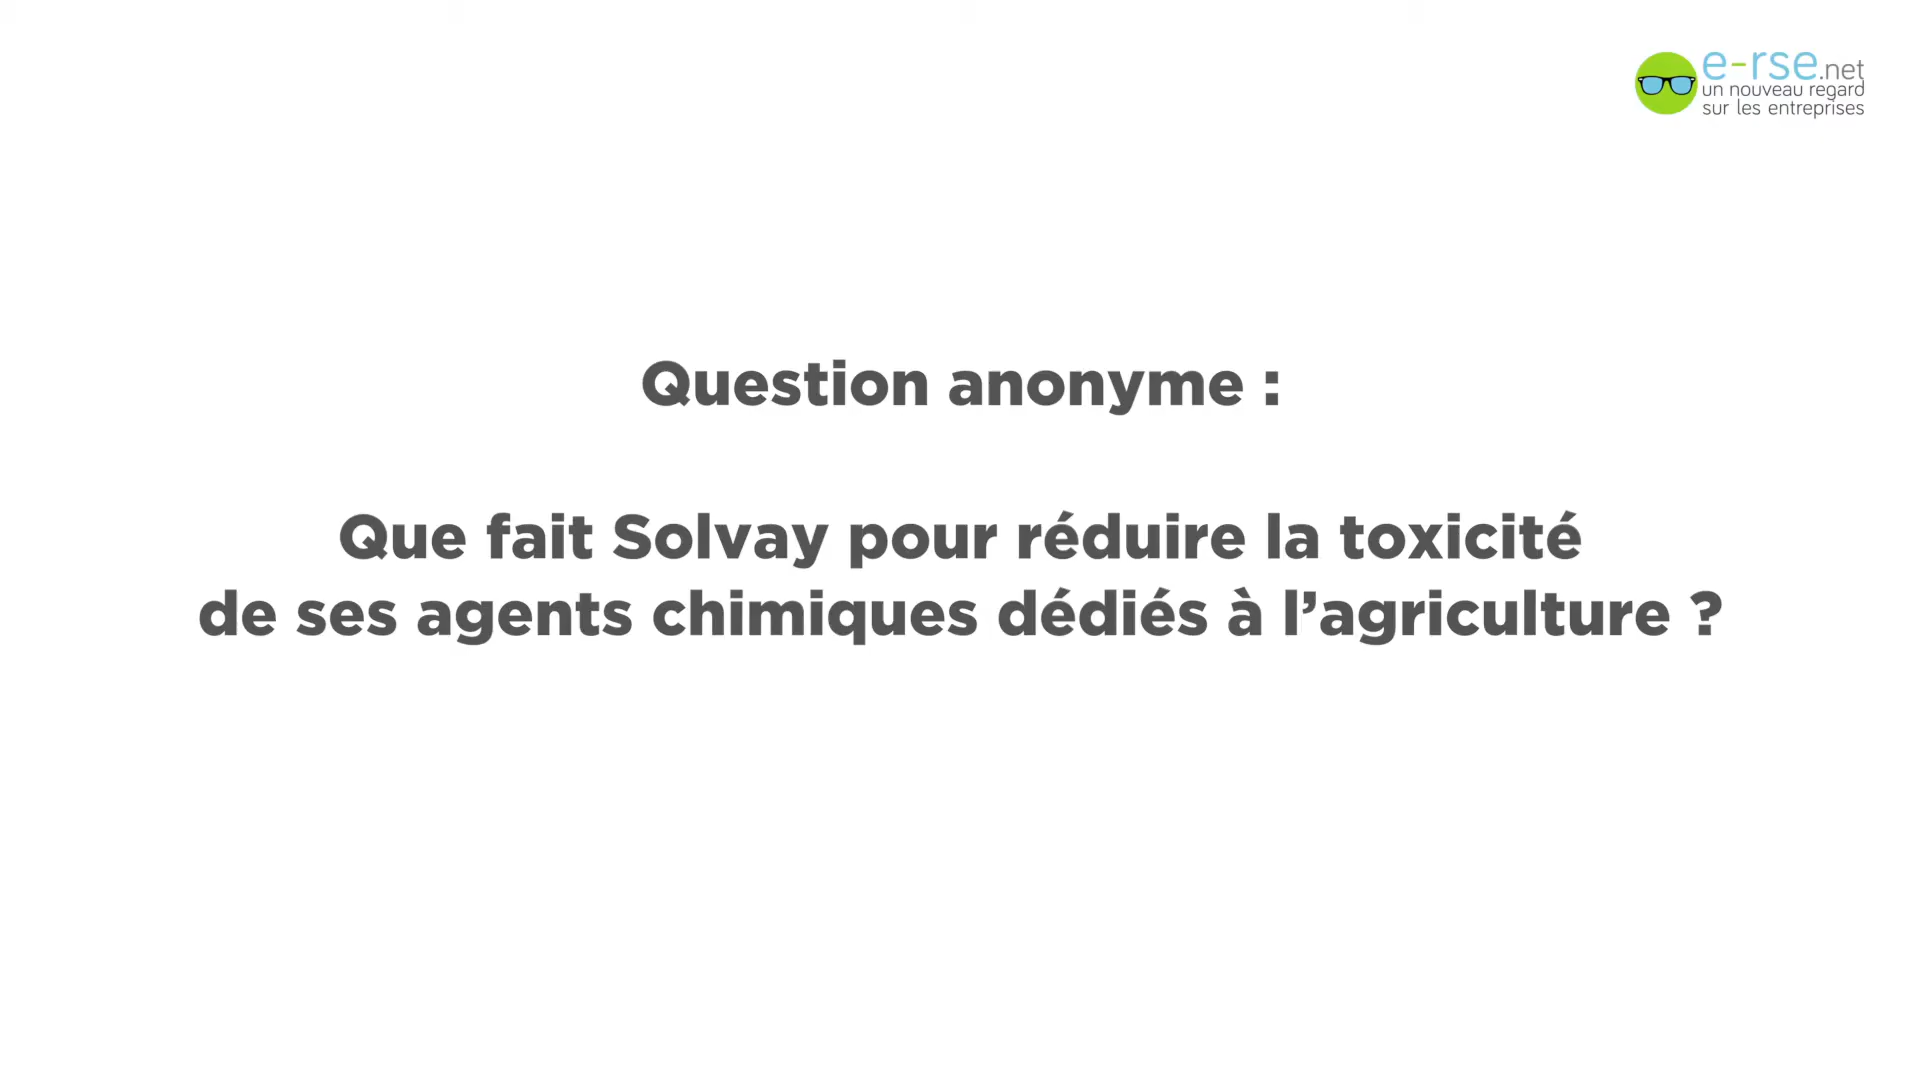 e-rse.net
un nouveau regard
sur les entreprises
Question anonyme :
Que fait Solvay pour réduire la toxicité
de ses agents chimiques dédiés à l’agriculture ?